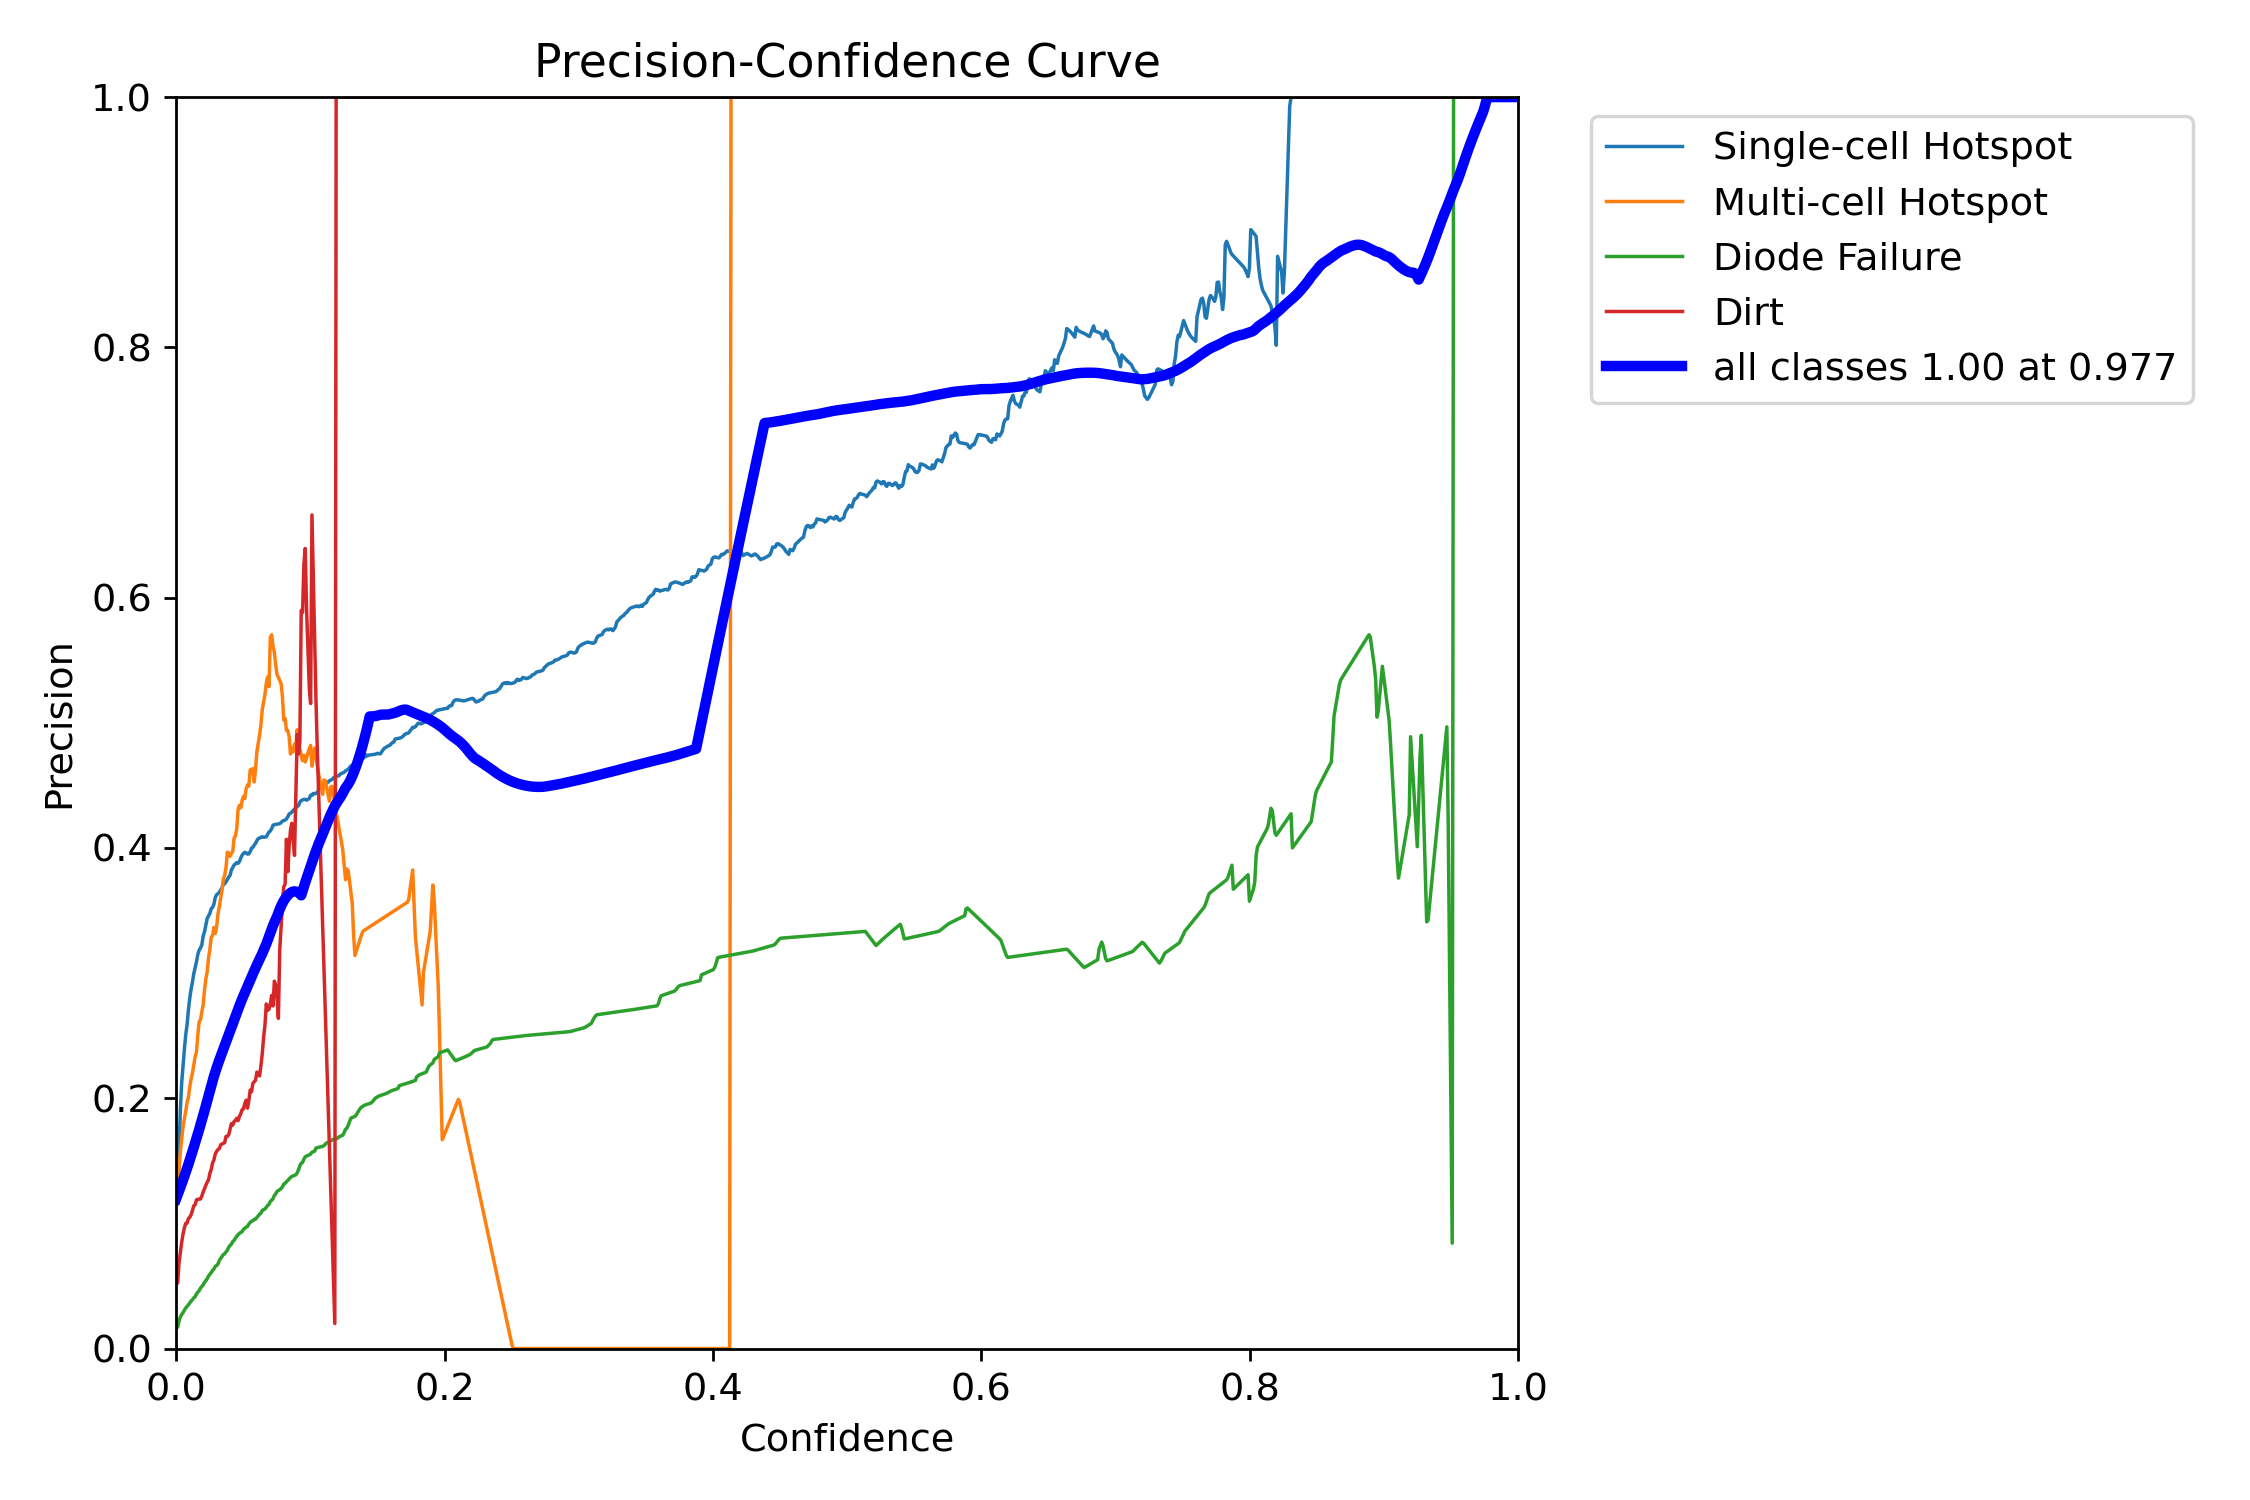 Precision-Confidence Curve
1.0
0.8
0.6
0.4
0.2
0.0
Precision
0.0 0.2 0.4 0.6 0.8 1.0
Confidence
Single-cell Hotspot
Multi-cell Hotspot
Diode Failure
Dirt
all classes 1.00 at 0.977